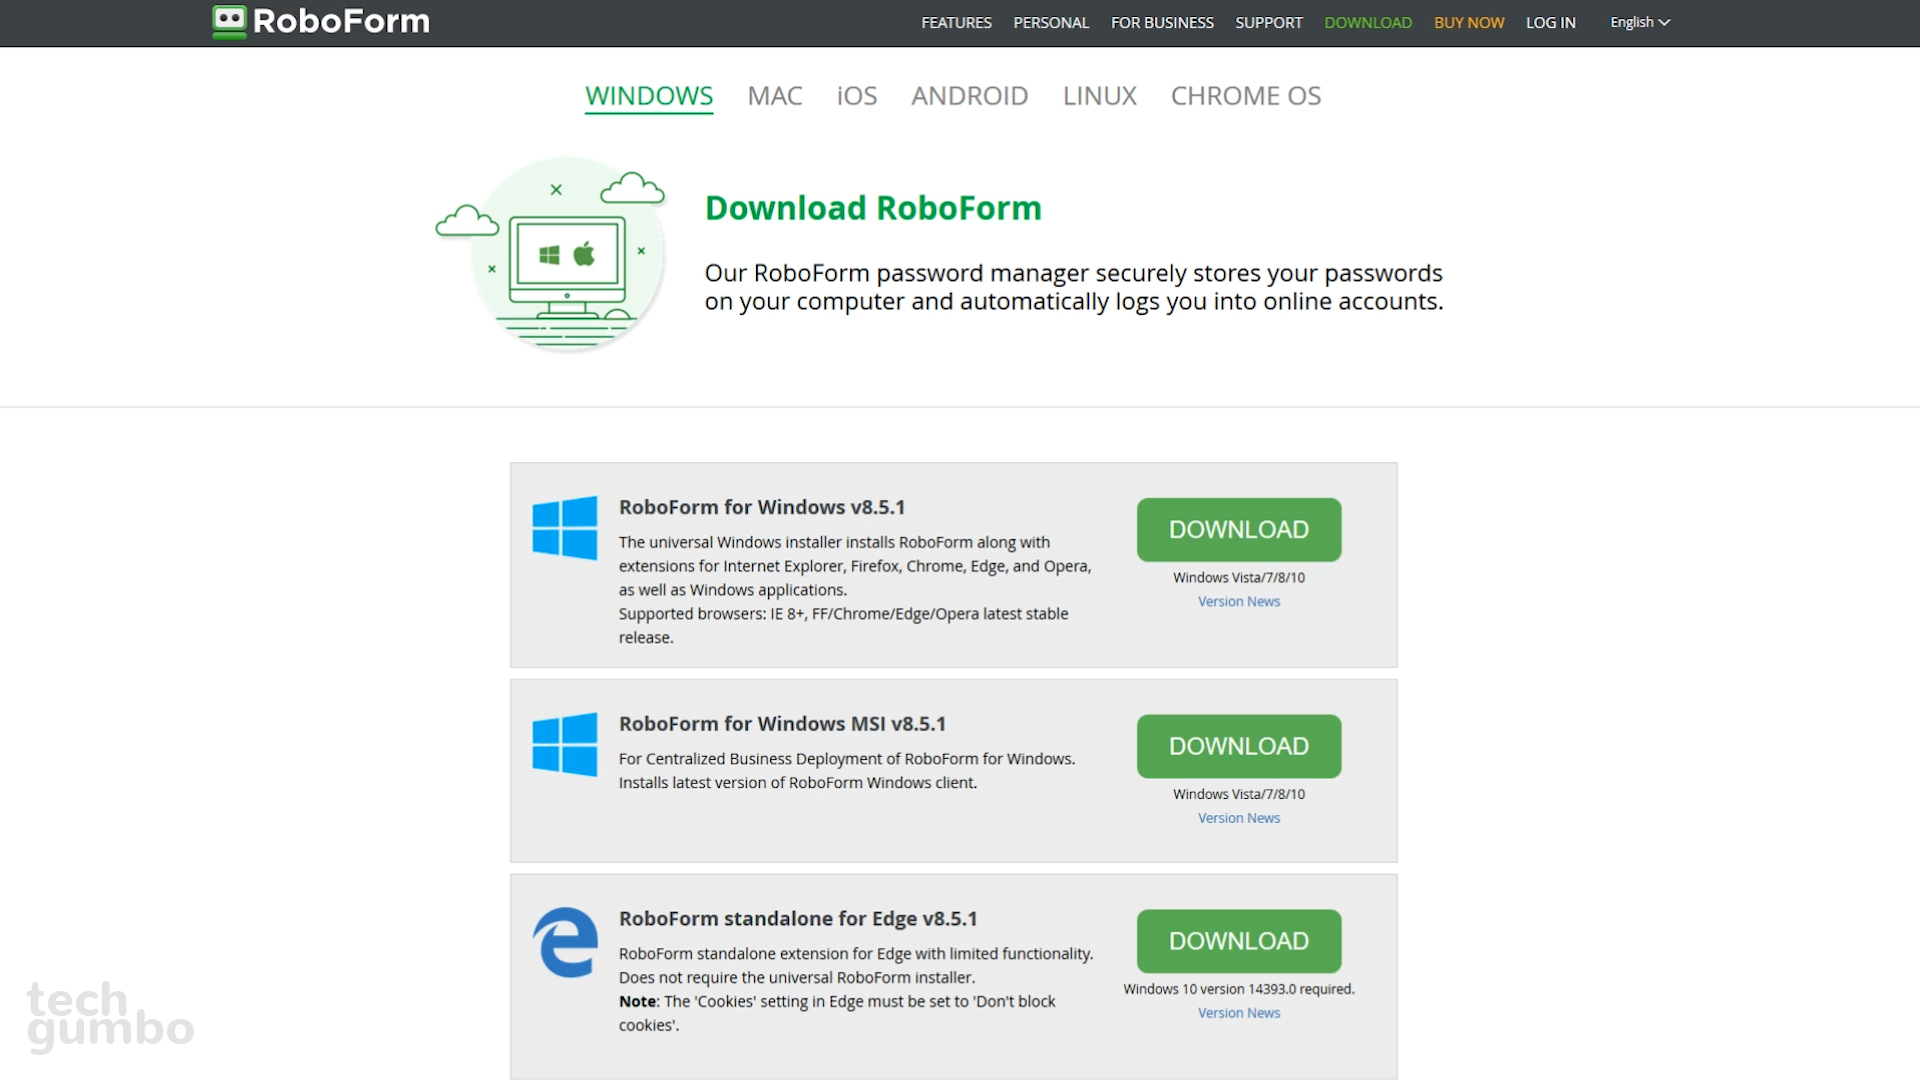 RoboForm
FEATURES PERSONAL FOR BUSINESS SUPPORT DOWNLOAD BUY NOW LOG IN English
WINDOWS MAC iOS ANDROID LINUX CHROME OS
Download RoboForm
Our RoboForm password manager securely stores your passwords
on your computer and automatically logs you into online accounts.
RoboForm for Windows v8.5.1
The universal Windows installer installs RoboForm along with
extensions for Internet Explorer, Firefox, Chrome, Edge, and Opera,
as well as Windows applications.
Supported browsers: IE 8+, FF/Chrome/Edge/Opera latest stable
release.
DOWNLOAD
Windows Vista/7/8/10
Version News
RoboForm for Windows MSI v8.5.1
For Centralized Business Deployment of RoboForm for Windows.
Installs latest version of RoboForm Windows client.
DOWNLOAD
Windows Vista/7/8/10
Version News
RoboForm standalone for Edge v8.5.1
RoboForm standalone extension for Edge with limited functionality.
Does not require the universal RoboForm installer.
Note: The 'Cookies' setting in Edge must be set to 'Don't block
cookies'.
DOWNLOAD
Windows 10 version 14393.0 required.
Version News
tech
gumbo